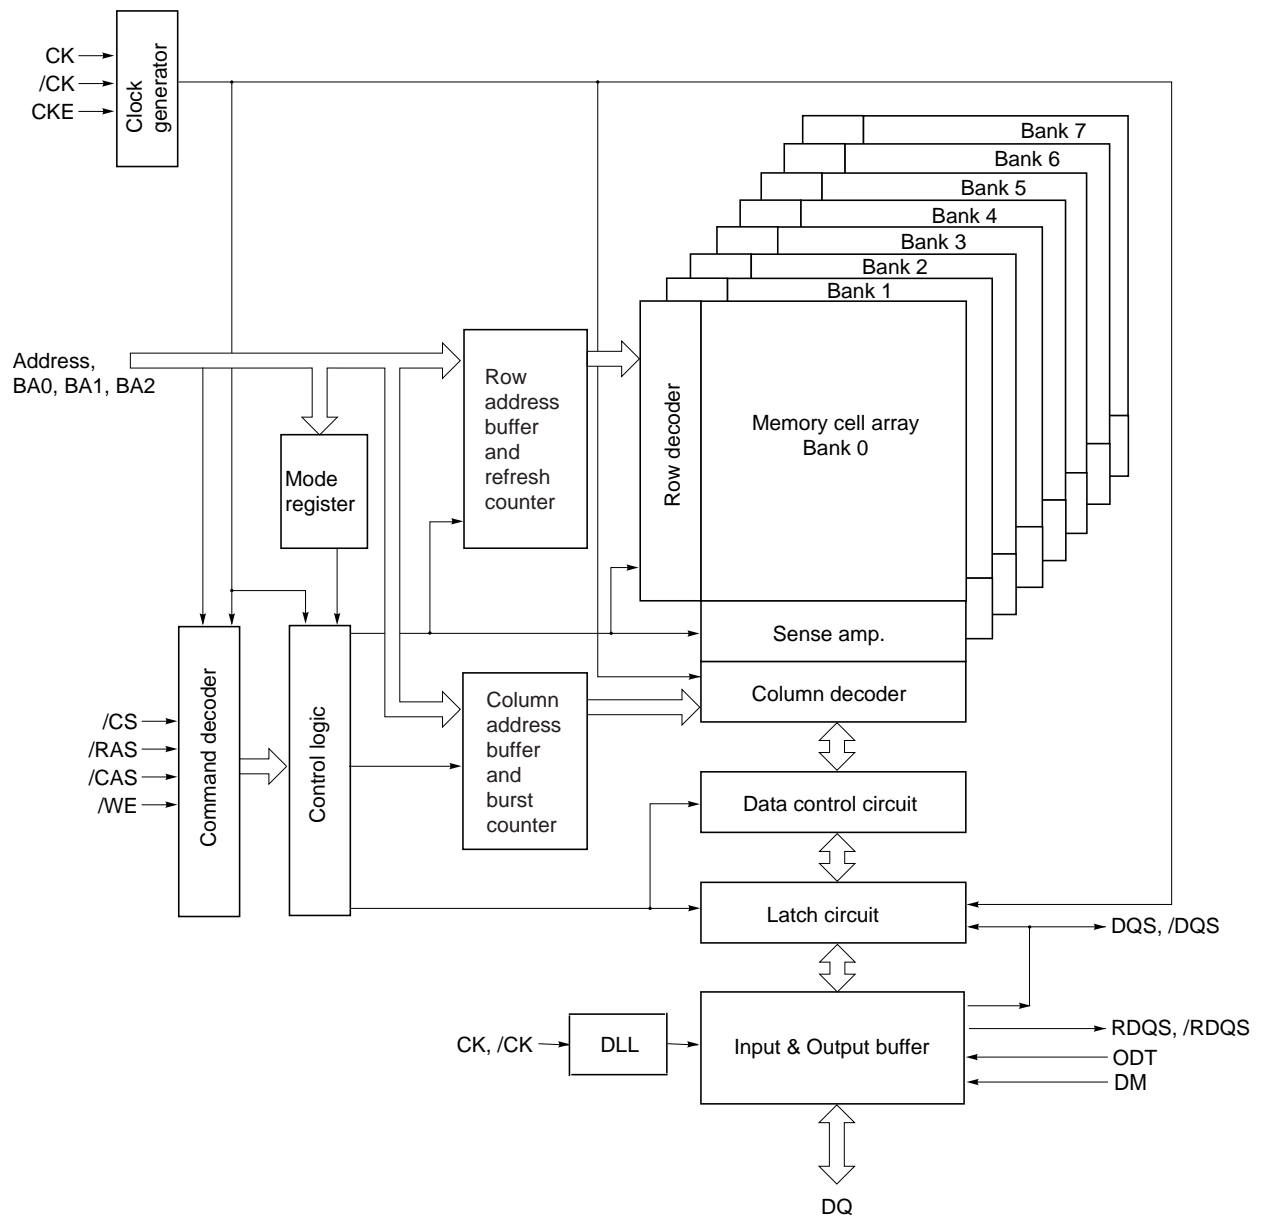 CK
/CK
CKE
Clock
generator
Bank 7
Bank 6
Bank 5
Bank 4
Bank 3
Bank 2
Bank 1
Address,
BA0, BA1, BA2
Mode
register
Row
address
buffer
and
refresh
counter
Row decoder
Memory cell array
Bank 0
Sense amp.
Column decoder
/CS
/RAS
/CAS
/WE
Command decoder
Control logic
Column
address
buffer
and
burst
counter
Data control circuit
Latch circuit
DQS, /DQS
CK, /CK
DLL
Input & Output buffer
RDQS, /RDQS
ODT
DM
DQ